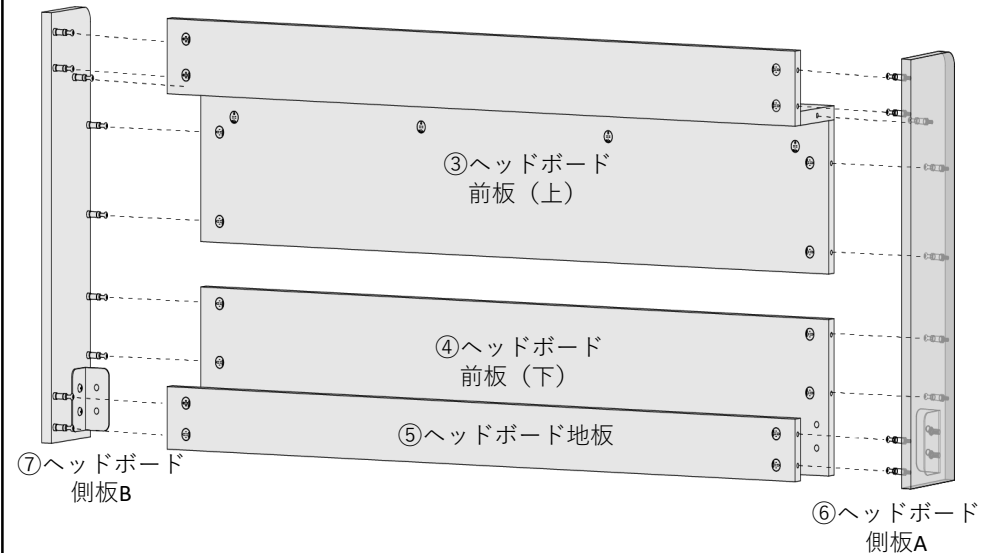 ③ヘッドボード
前板（上）
④ヘッドボード
前板（下）
⑤ヘッドボード地板
⑦ヘッドボード
側板B
⑥ヘッドボード
側板A